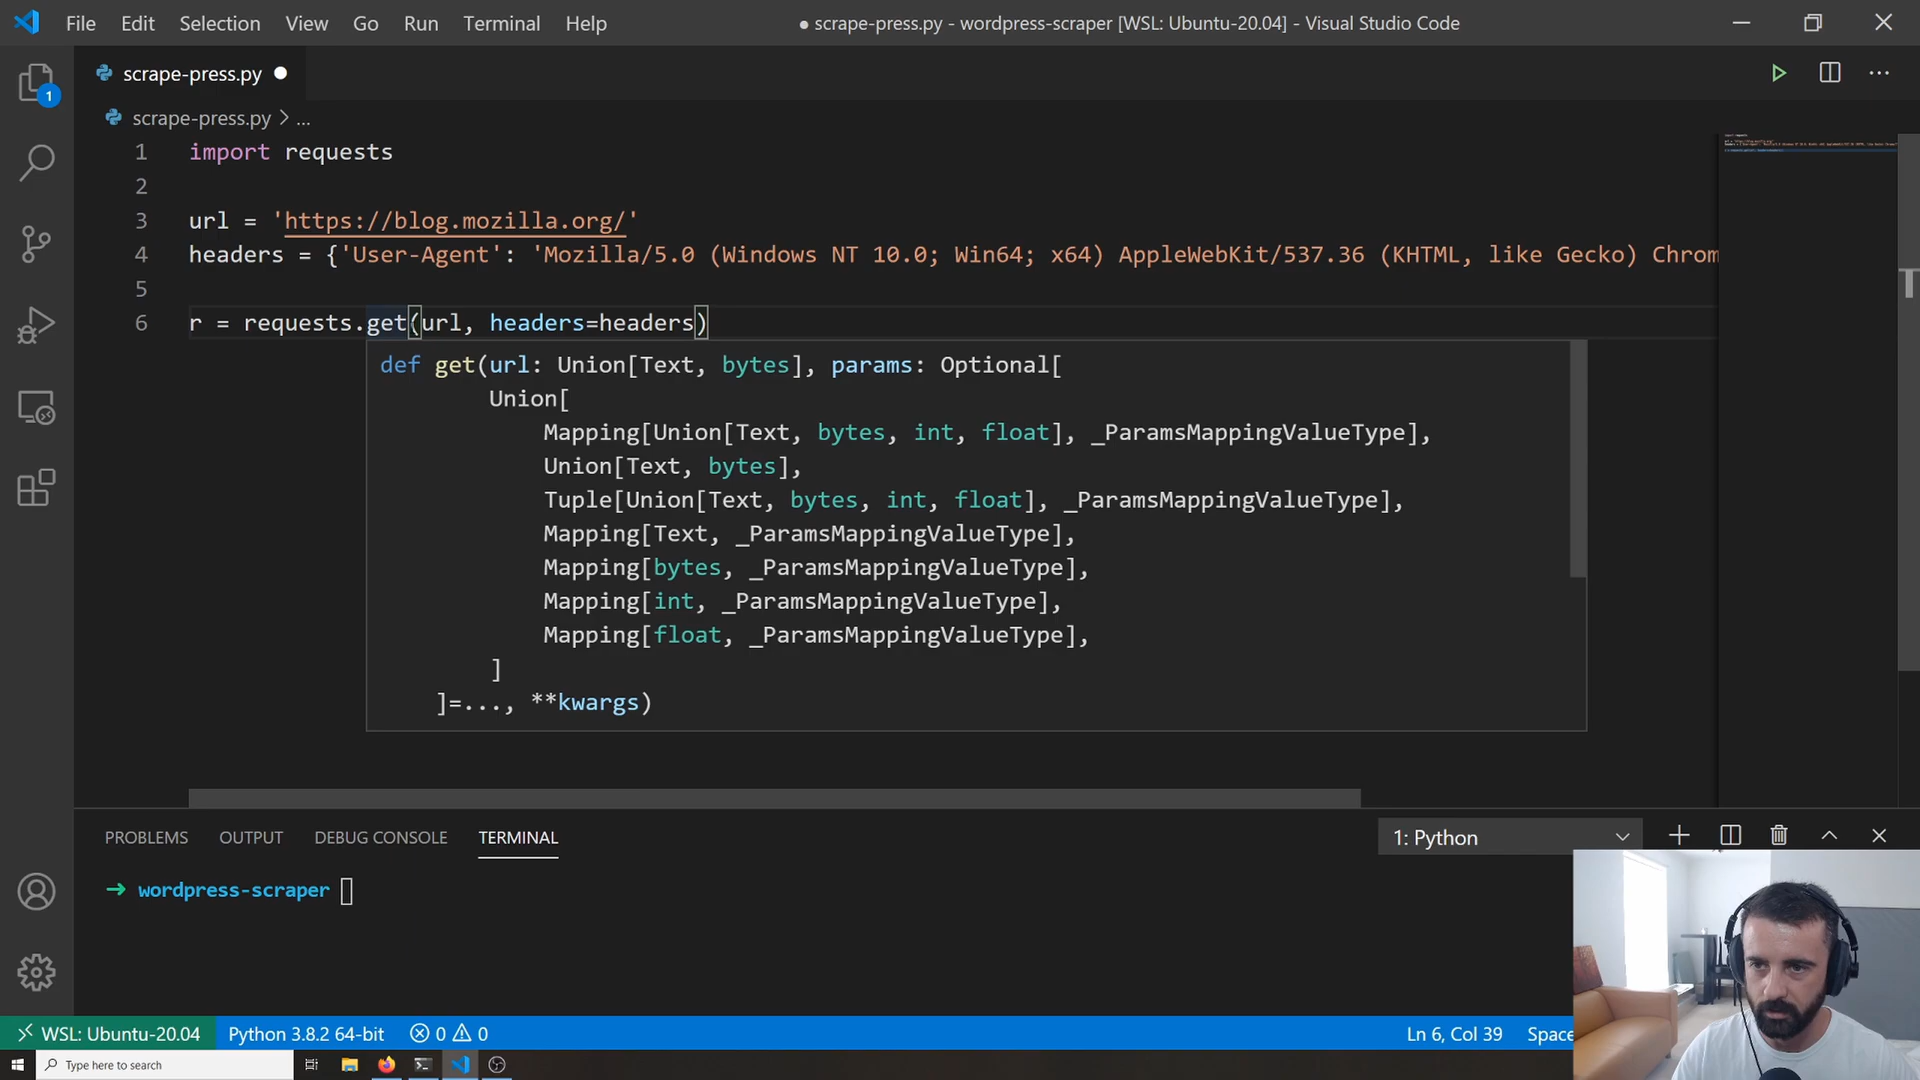 File Edit Selection View Go Run Terminal Help
● scrape-press.py - wordpress-scraper [WSL: Ubuntu-20.04] - Visual Studio Code
scrape-press.py ●
1
scrape-press.py > ...
1 import requests
2
3 url = 'https://blog.mozilla.org/'
4 headers = {'User-Agent': 'Mozilla/5.0 (Windows NT 10.0; Win64; x64) AppleWebKit/537.36 (KHTML, like Gecko) Chrom
5
6 r = requests.get(url, headers=headers)
def get(url: Union[Text, bytes], params: Optional[
Union[
Mapping[Union[Text, bytes, int, float], _ParamsMappingValueType],
Union[Text, bytes],
Tuple[Union[Text, bytes, int, float], _ParamsMappingValueType],
Mapping[Text, _ParamsMappingValueType],
Mapping[bytes, _ParamsMappingValueType],
Mapping[int, _ParamsMappingValueType],
Mapping[float, _ParamsMappingValueType],
]
]=..., **kwargs)
PROBLEMS OUTPUT DEBUG CONSOLE TERMINAL 1: Python
→ wordpress-scraper
WSL: Ubuntu-20.04 Python 3.8.2 64-bit 0 0 Ln 6, Col 39 Space
Type here to search